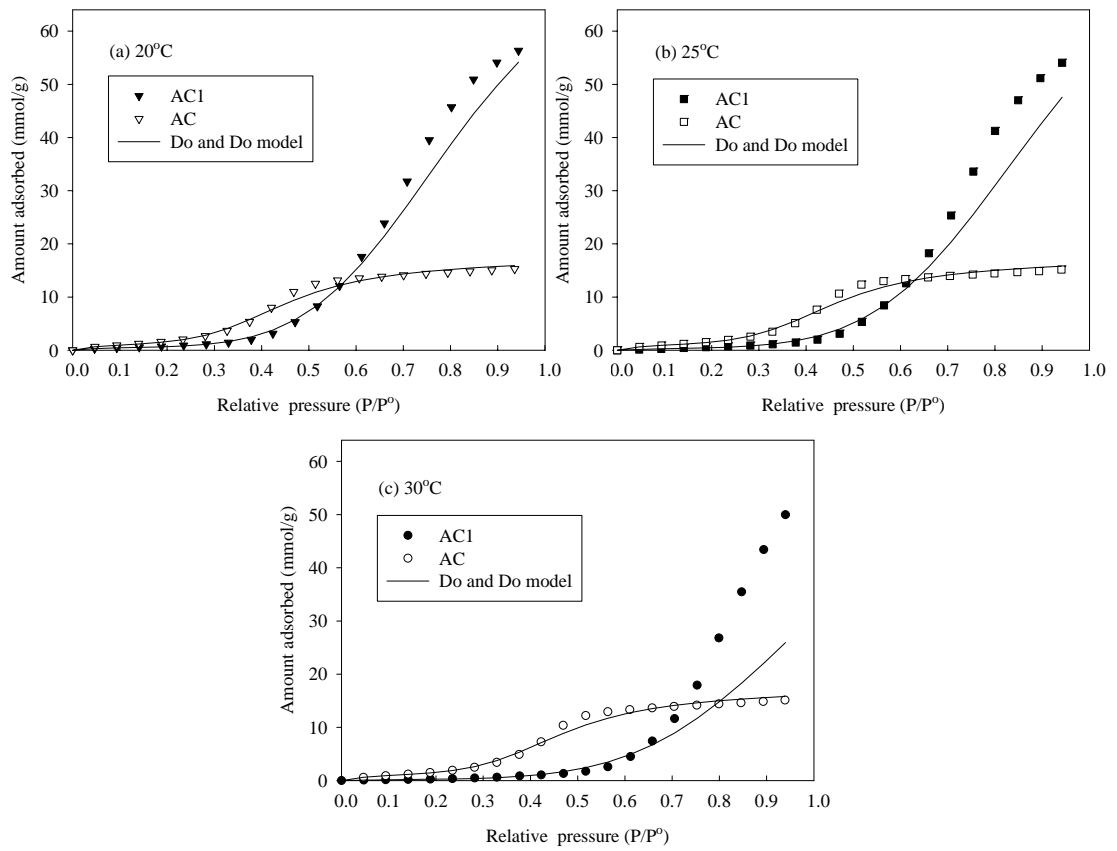 (a) 20°C
AC1
AC
Do and Do model
Amount adsorbed (mmol/g)
60
50
40
30
20
10
0
0.0 0.1 0.2 0.3 0.4 0.5 0.6 0.7 0.8 0.9 1.0
Relative pressure (P/P°)
(b) 25°C
AC1
AC
Do and Do model
Amount adsorbed (mmol/g)
60
50
40
30
20
10
0
0.0 0.1 0.2 0.3 0.4 0.5 0.6 0.7 0.8 0.9 1.0
Relative pressure (P/P°)
(c) 30°C
AC1
AC
Do and Do model
Amount adsorbed (mmol/g)
60
50
40
30
20
10
0
0.0 0.1 0.2 0.3 0.4 0.5 0.6 0.7 0.8 0.9 1.0
Relative pressure (P/P°)